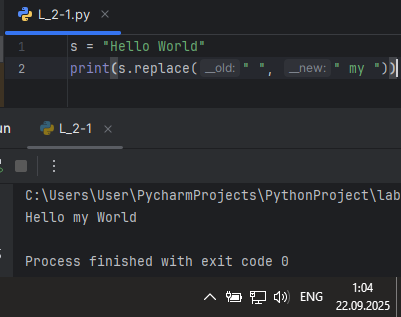 L_2-1.py
1 s = "Hello World"
2 print(s.replace(__old: " ", __new: " my "))
un
L_2-1
C:\Users\User\PycharmProjects\PythonProject\lab
Hello my World
Process finished with exit code 0
ENG
1:04
22.09.2025